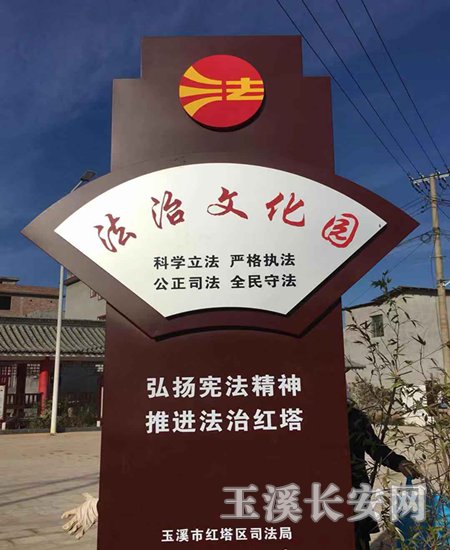 法
法治文化园
科学立法 严格执法
公正司法 全民守法
弘扬宪法精神
推进法治红塔
玉溪长安网
玉溪市红塔区司法局